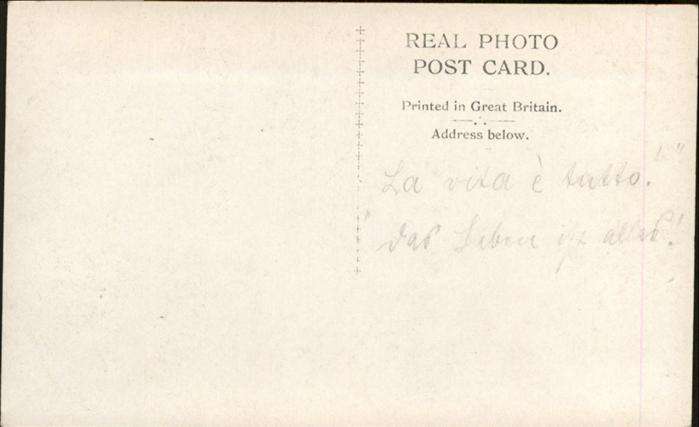 REAL PHOTO
POST CARD.
Printed in Great Britain.
Address below.
La vita è tutto."
"Das Leben ist alles!